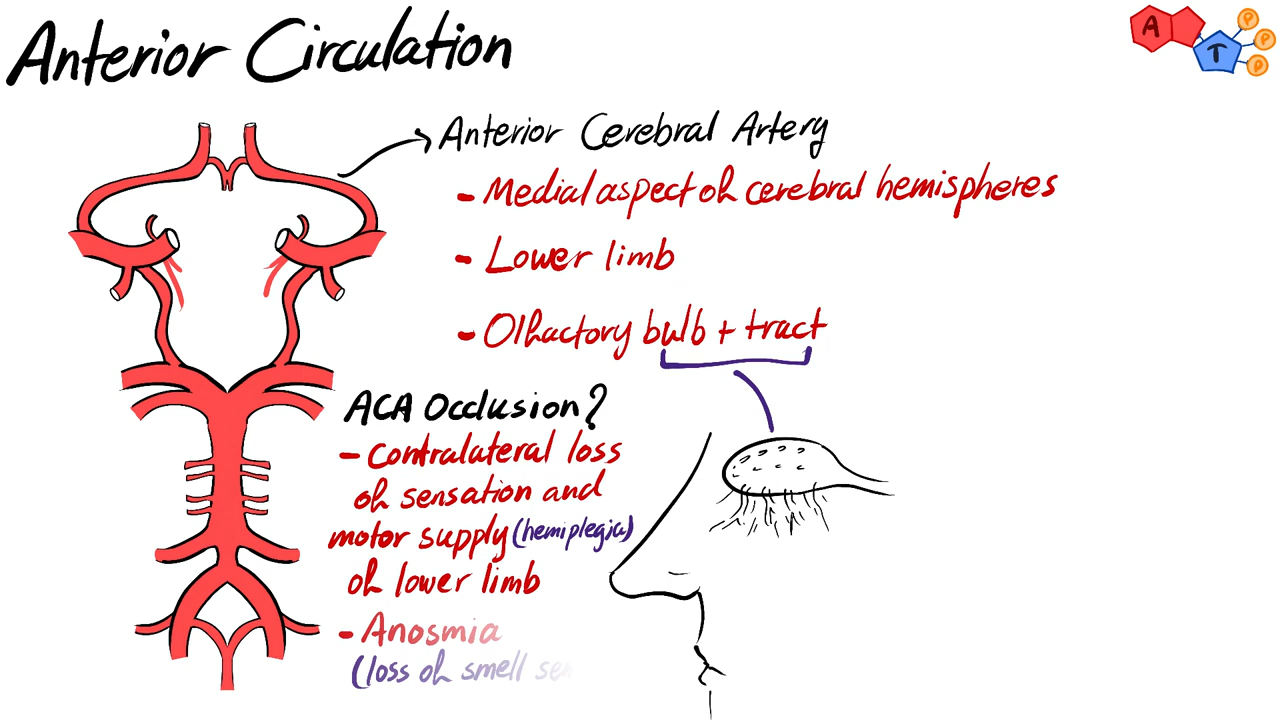 Anterior Circulation
A T P P P
Anterior Cerebral Artery
- Medial aspect of cerebral hemispheres
- Lower limb
- Olfactory bulb + tract
ACA Occlusion?
- Contralateral loss
of sensation and
motor supply (hemiplegia)
of lower limb
- Anosmia
(loss of smell